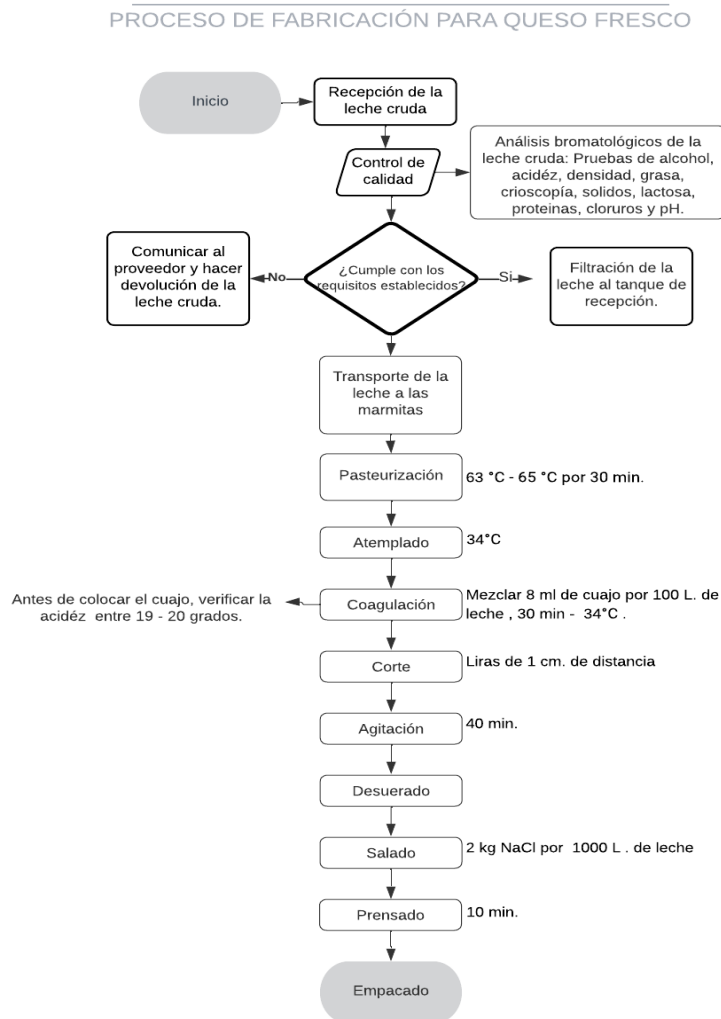 PROCESO DE FABRICACIÓN PARA QUESO FRESCO
Inicio
Recepción de la
leche cruda
Control de
calidad
Análisis bromatológicos de la
leche cruda: Pruebas de alcohol,
acidéz, densidad, grasa,
crioscopía, solidos, lactosa,
proteinas, cloruros y pH.
Comunicar al
proveedor y hacer
devolución de la
leche cruda.
No
¿Cumple con los
requisitos establecidos?
Si
Filtración de la
leche al tanque de
recepción.
Transporte de la
leche a las
marmitas
Pasteurización
63 °C - 65 °C por 30 min.
Atemplado
34°C
Antes de colocar el cuajo, verificar la
acidéz entre 19 - 20 grados.
Coagulación
Mezclar 8 ml de cuajo por 100 L. de
leche , 30 min - 34°C .
Corte
Liras de 1 cm. de distancia
Agitación
40 min.
Desuerado
Salado
2 kg NaCl por 1000 L . de leche
Prensado
10 min.
Empacado